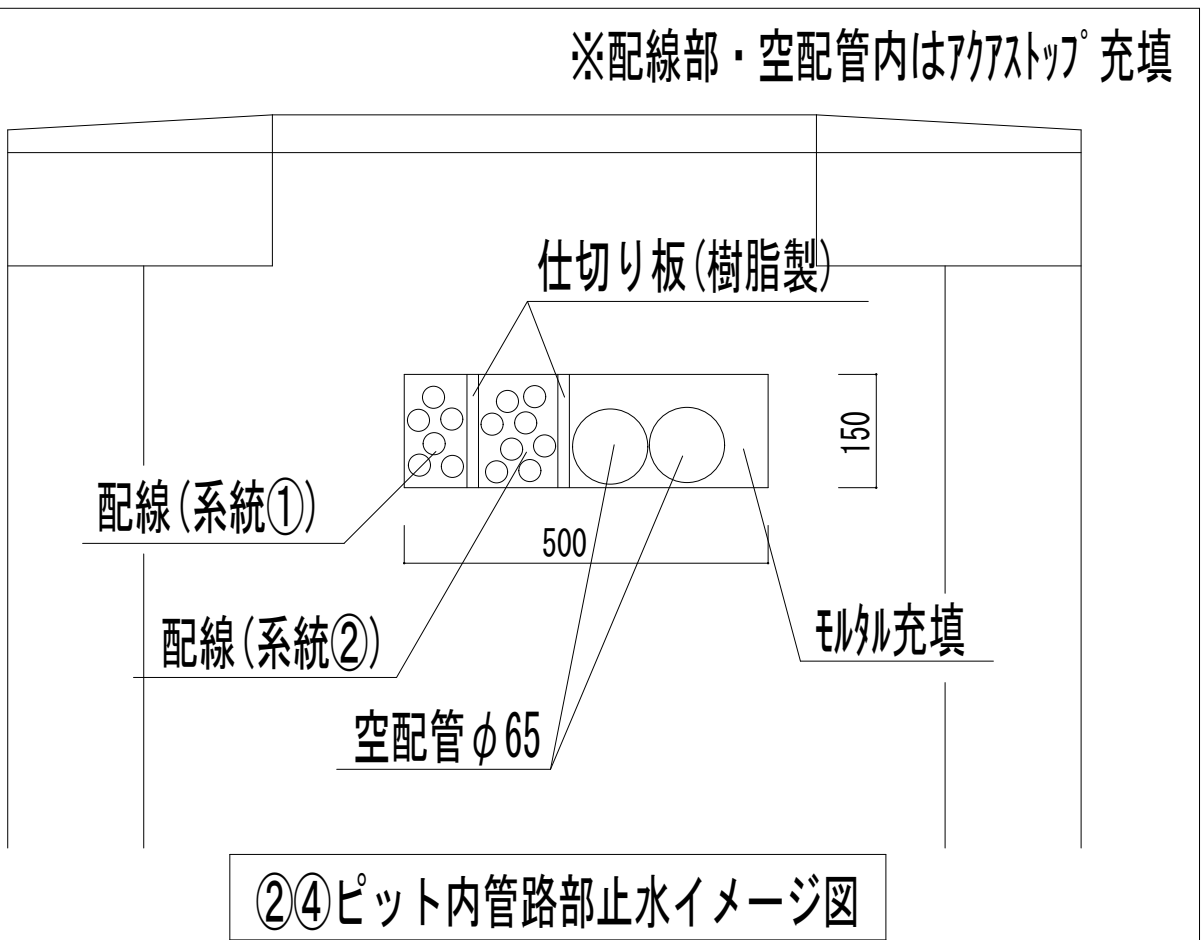 ※配線部・空配管内はｱｸｱｽﾄｯﾌﾟ充填
仕切り板(樹脂製)
150
配線(系統①)
500
配線(系統②)
ﾓﾙﾀﾙ充填
空配管φ65
②④ピット内管路部止水イメージ図